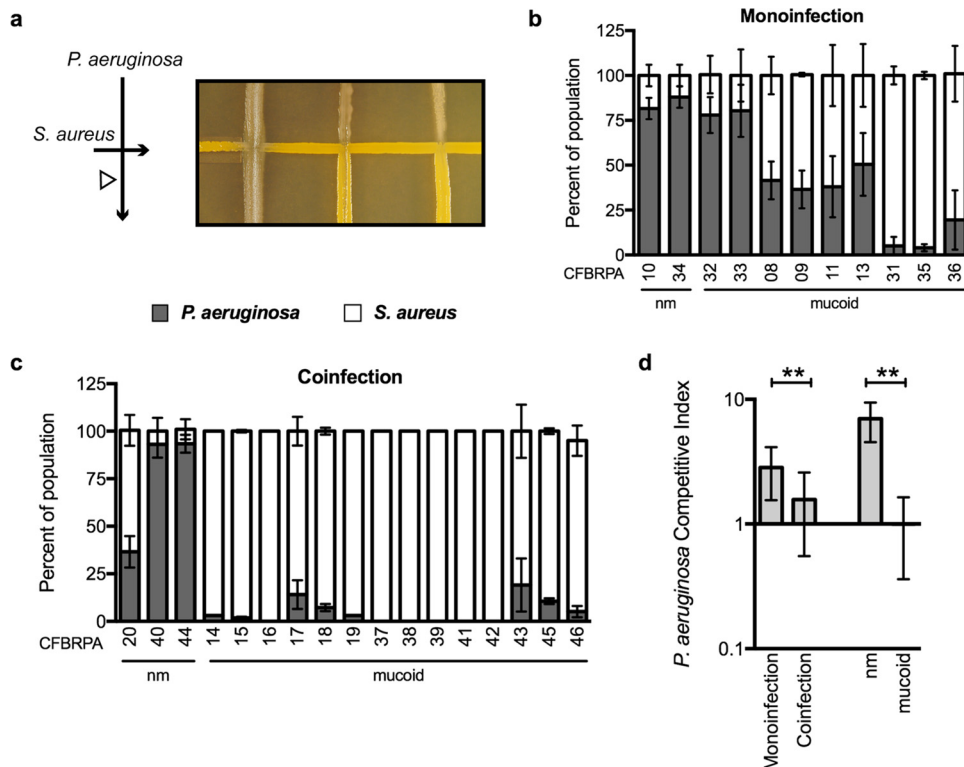 a
P. aeruginosa
S. aureus
P. aeruginosa
S. aureus
b
Monoinfection
Percent of population
125
100
75
50
25
0
CFBRPA
10 34 32 33 08 09 11 13 31 35 36
nm
mucoid
c
Coinfection
Percent of population
125
100
75
50
25
0
CFBRPA
20 40 44 14 15 16 17 18 19 37 38 39 41 42 43 45 46
nm
mucoid
d
P. aeruginosa Competitive Index
10
1
0.1
**
**
Monoinfection
Coinfection
nm
mucoid